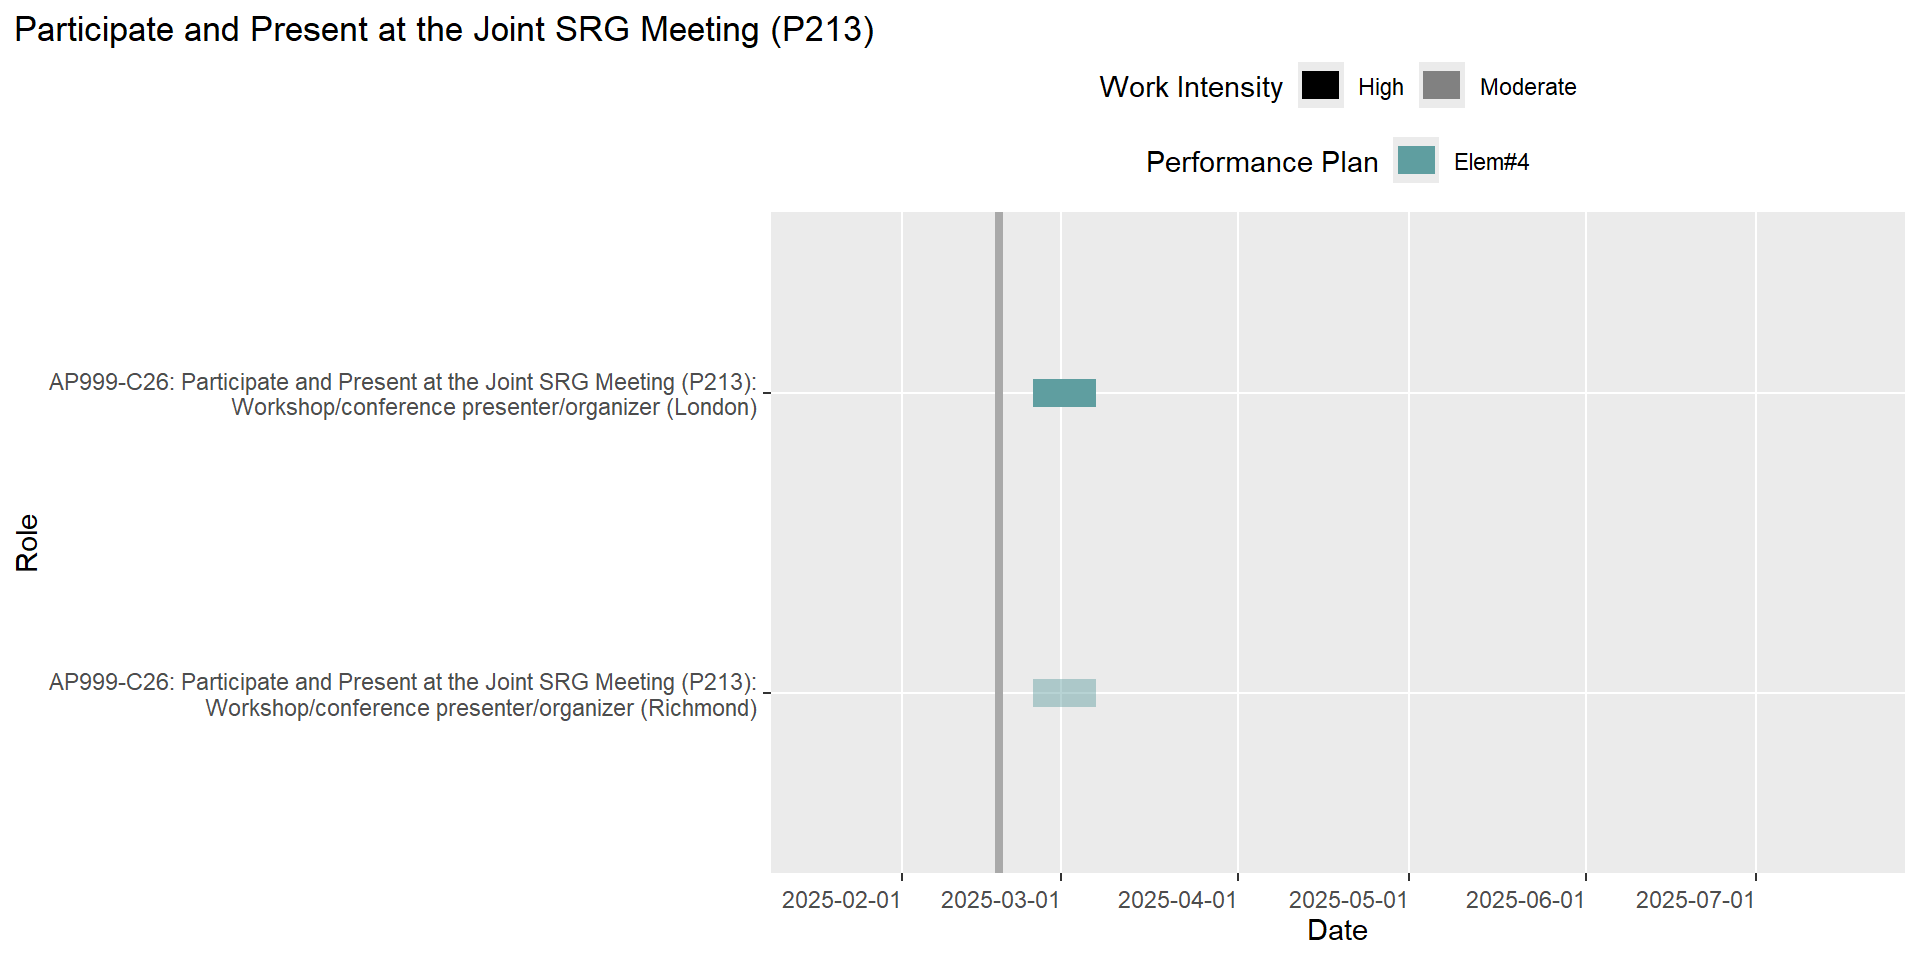 Participate and Present at the Joint SRG Meeting (P213)
Work Intensity High Moderate
Performance Plan Elem#4
AP999-C26: Participate and Present at the Joint SRG Meeting (P213):
Workshop/conference presenter/organizer (London)
Role
AP999-C26: Participate and Present at the Joint SRG Meeting (P213):
Workshop/conference presenter/organizer (Richmond)
2025-02-01 2025-03-01 2025-04-01 2025-05-01 2025-06-01 2025-07-01
Date